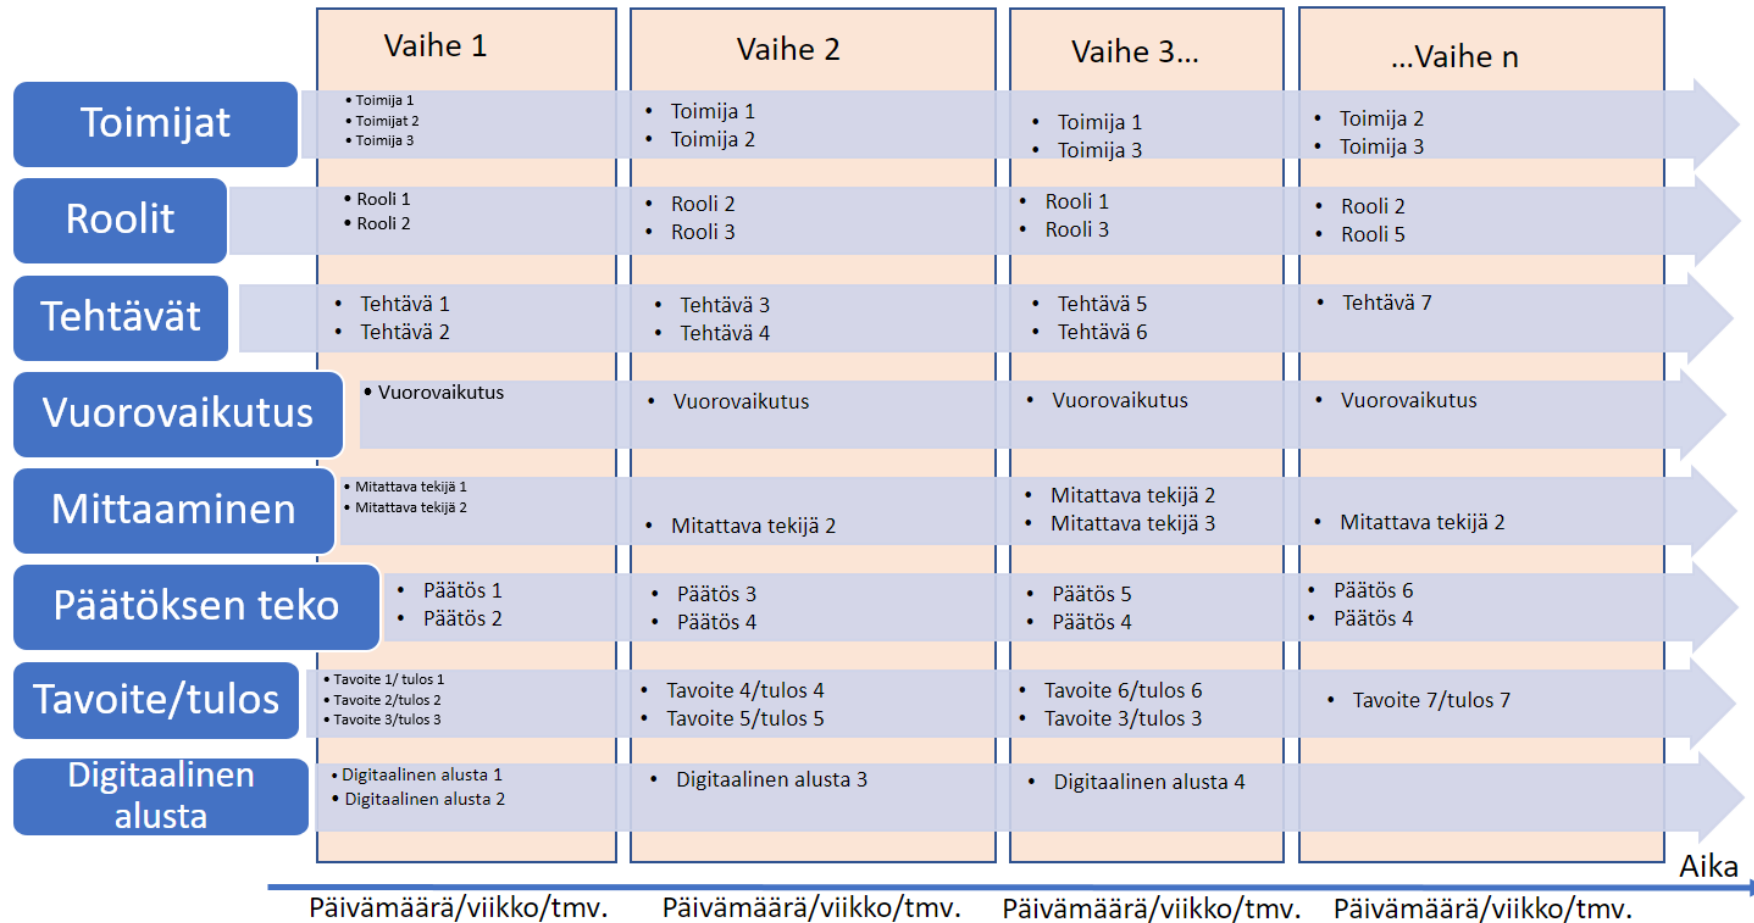 Vaihe 1
Vaihe 2
Vaihe 3...
...Vaihe n
Toimijat
• Toimija 1
• Toimijat 2
• Toimija 3
• Toimija 1
• Toimija 2
• Toimija 1
• Toimija 3
• Toimija 2
• Toimija 3
Roolit
• Rooli 1
• Rooli 2
• Rooli 2
• Rooli 3
• Rooli 1
• Rooli 3
• Rooli 2
• Rooli 5
Tehtävät
• Tehtävä 1
• Tehtävä 2
• Tehtävä 3
• Tehtävä 4
• Tehtävä 5
• Tehtävä 6
• Tehtävä 7
Vuorovaikutus
• Vuorovaikutus
• Vuorovaikutus
• Vuorovaikutus
• Vuorovaikutus
Mittaaminen
• Mitattava tekijä 1
• Mitattava tekijä 2
• Mitattava tekijä 2
• Mitattava tekijä 2
• Mitattava tekijä 3
• Mitattava tekijä 2
Päätöksen teko
• Päätös 1
• Päätös 2
• Päätös 3
• Päätös 4
• Päätös 5
• Päätös 4
• Päätös 6
• Päätös 4
Tavoite/tulos
• Tavoite 1/ tulos 1
• Tavoite 2/tulos 2
• Tavoite 3/tulos 3
• Tavoite 4/tulos 4
• Tavoite 5/tulos 5
• Tavoite 6/tulos 6
• Tavoite 3/tulos 3
• Tavoite 7/tulos 7
Digitaalinen
alusta
• Digitaalinen alusta 1
• Digitaalinen alusta 2
• Digitaalinen alusta 3
• Digitaalinen alusta 4
Aika
Päivämäärä/viikko/tmv.
Päivämäärä/viikko/tmv.
Päivämäärä/viikko/tmv.
Päivämäärä/viikko/tmv.